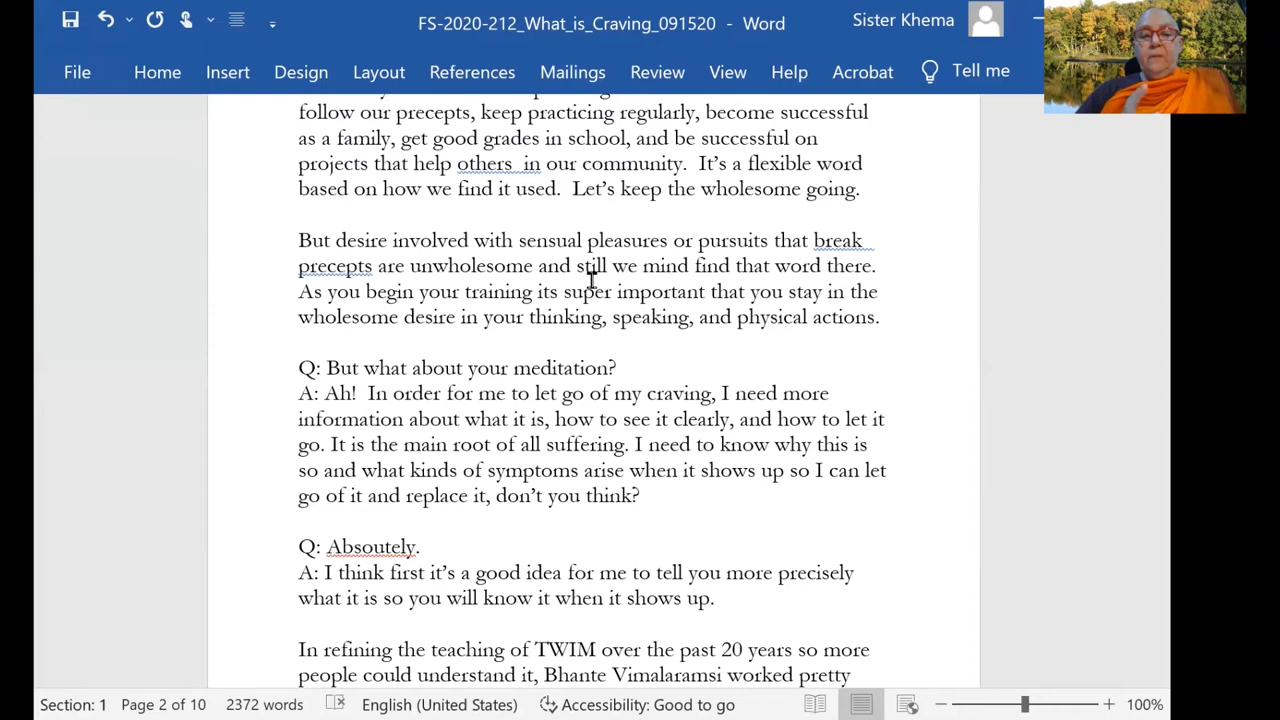 FS-2020-212_What_is_Craving_091520 - Word
Sister Khema
File Home Insert Design Layout References Mailings Review View Help Acrobat Tell me
follow our precepts, keep practicing regularly, become successful
as a family, get good grades in school, and be successful on
projects that help others in our community. It's a flexible word
based on how we find it used. Let's keep the wholesome going.
But desire involved with sensual pleasures or pursuits that break
precepts are unwholesome and still we mind find that word there.
As you begin your training its super important that you stay in the
wholesome desire in your thinking, speaking, and physical actions.
Q: But what about your meditation?
A: Ah! In order for me to let go of my craving, I need more
information about what it is, how to see it clearly, and how to let it
go. It is the main root of all suffering. I need to know why this is
so and what kinds of symptoms arise when it shows up so I can let
go of it and replace it, don't you think?
Q: Absoutely.
A: I think first it's a good idea for me to tell you more precisely
what it is so you will know it when it shows up.
In refining the teaching of TWIM over the past 20 years so more
people could understand it, Bhante Vimalaramsi worked pretty
Section: 1 Page 2 of 10 2372 words English (United States) Accessibility: Good to go 100%